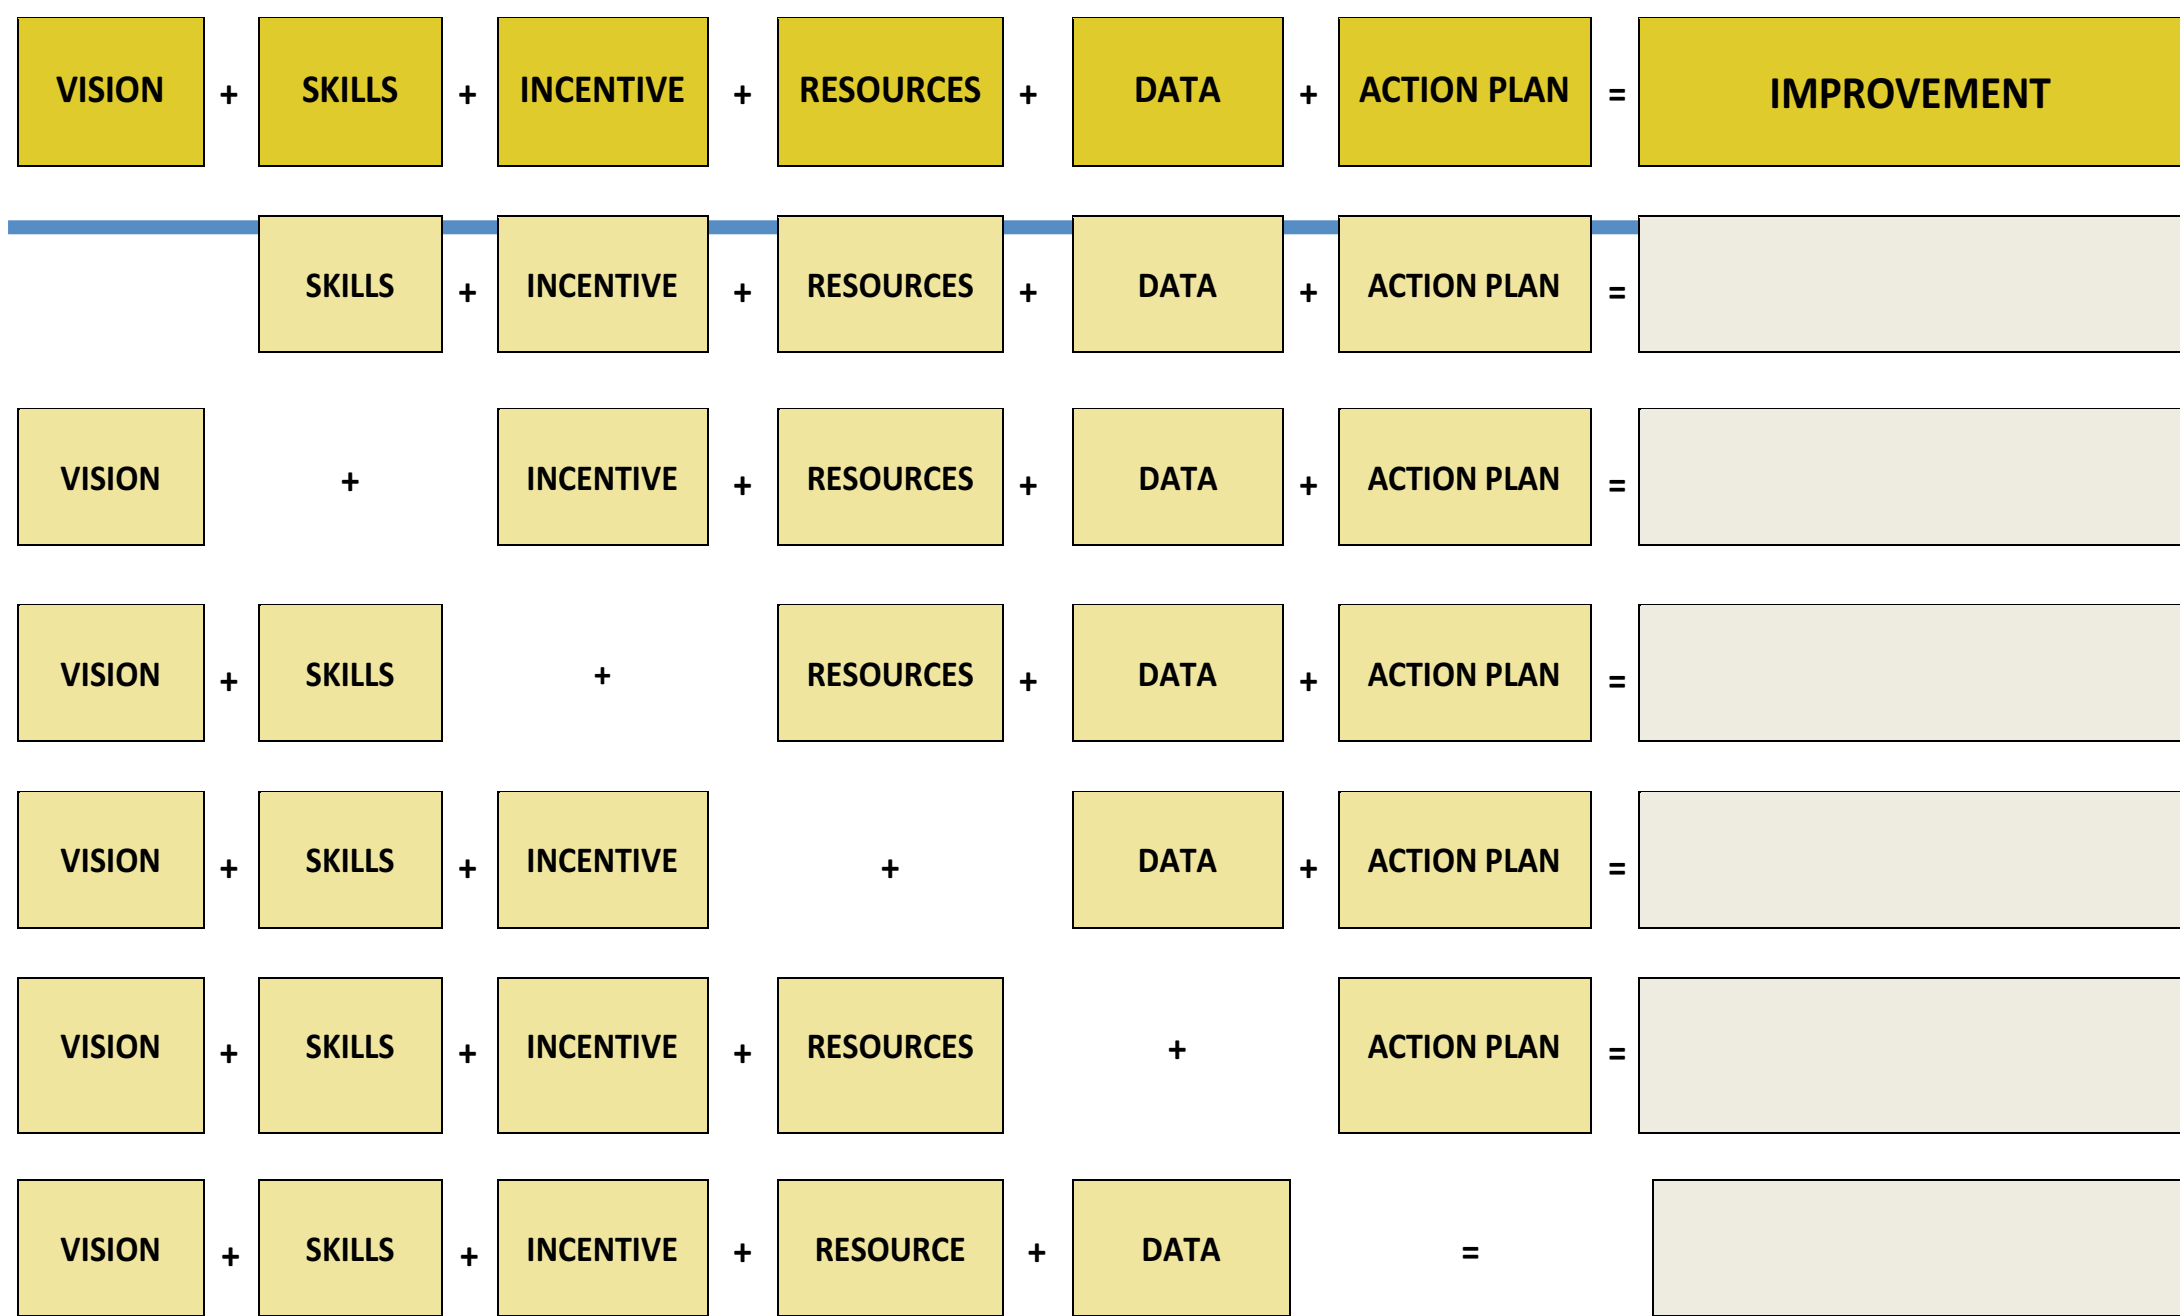 VISION + SKILLS + INCENTIVE + RESOURCES + DATA + ACTION PLAN = IMPROVEMENT
SKILLS + INCENTIVE + RESOURCES + DATA + ACTION PLAN =
VISION + INCENTIVE + RESOURCES + DATA + ACTION PLAN =
VISION + SKILLS + RESOURCES + DATA + ACTION PLAN =
VISION + SKILLS + INCENTIVE + DATA + ACTION PLAN =
VISION + SKILLS + INCENTIVE + RESOURCES + ACTION PLAN =
VISION + SKILLS + INCENTIVE + RESOURCE + DATA =